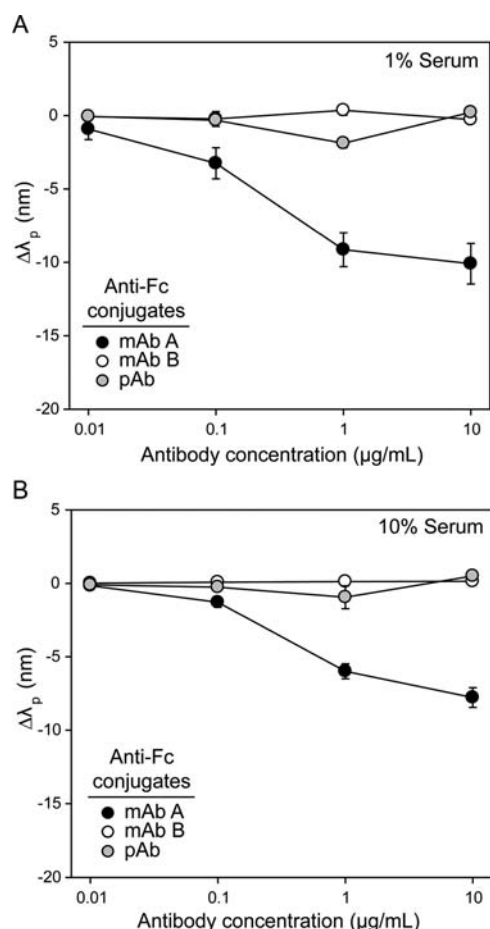 A
1% Serum
5
0
-5
-10
-15
-20
Δλp (nm)
Anti-Fc
conjugates
mAb A
mAb B
pAb
0.01 0.1 1 10
Antibody concentration (µg/mL)
B
10% Serum
5
0
-5
-10
-15
-20
Δλp (nm)
Anti-Fc
conjugates
mAb A
mAb B
pAb
0.01 0.1 1 10
Antibody concentration (µg/mL)